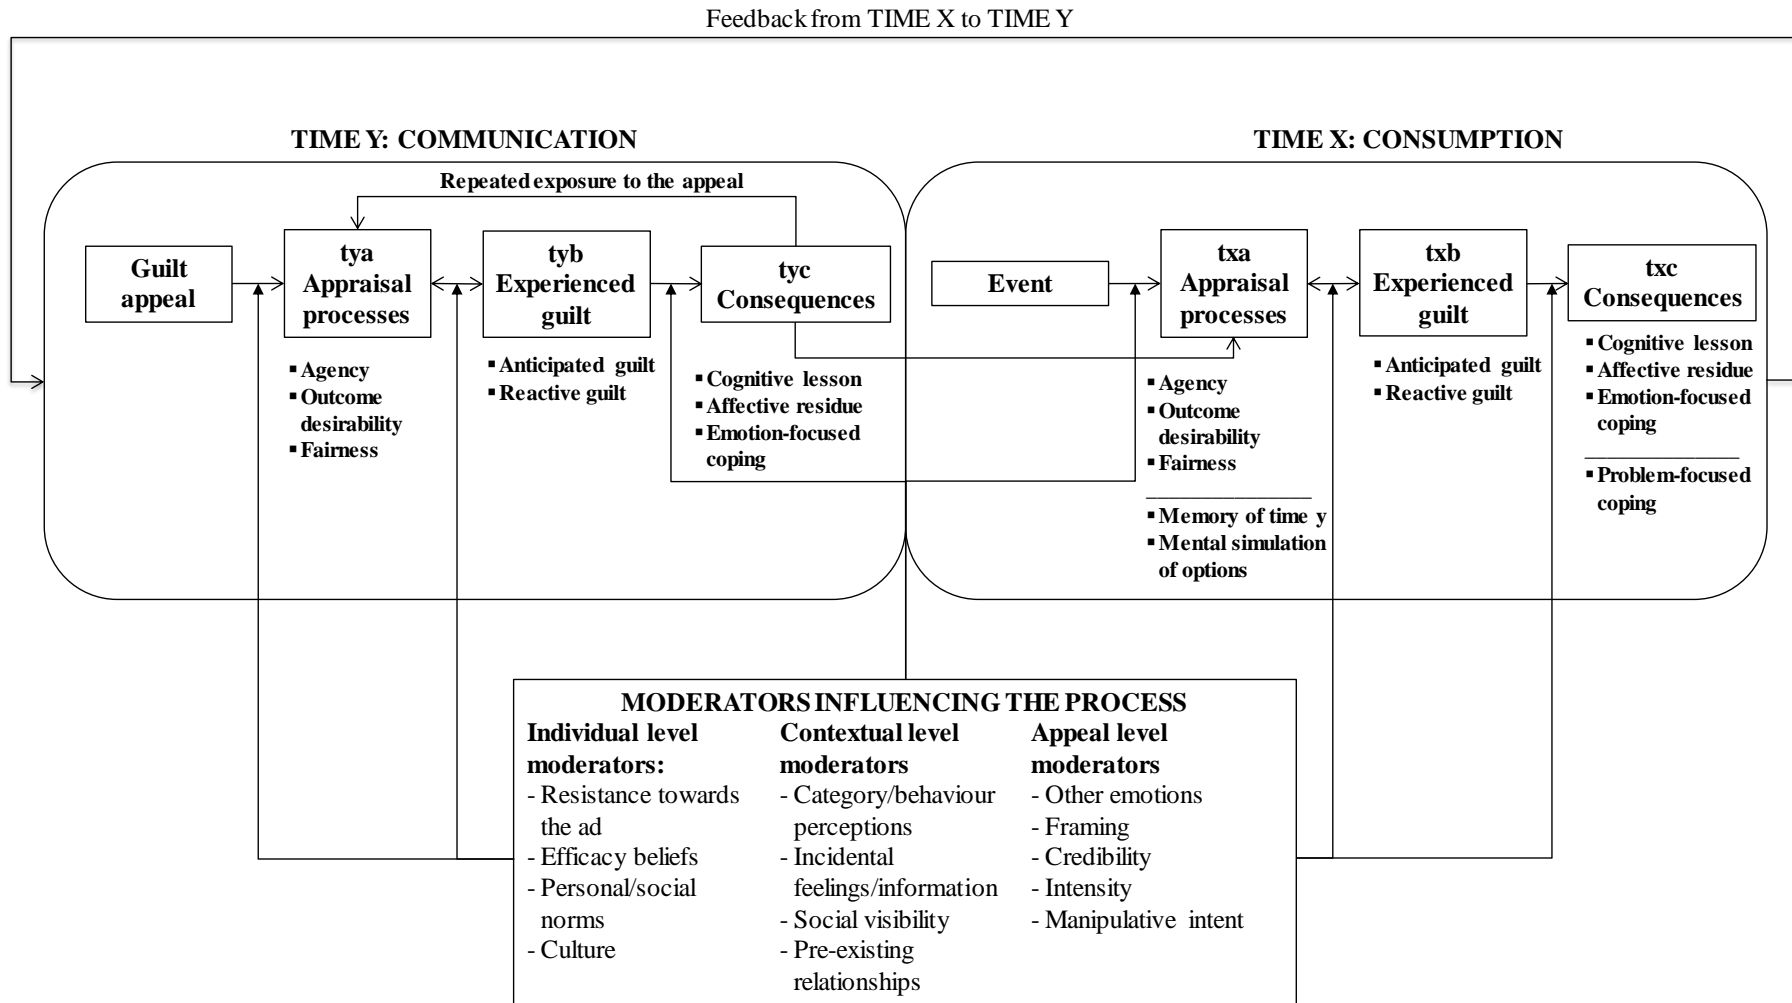 Feedback from TIME X to TIME Y
TIME Y: COMMUNICATION
Repeated exposure to the appeal
Guilt
appeal
tya
Appraisal
processes
▪ Agency
▪ Outcome
desirability
▪ Fairness
tyb
Experienced
guilt
▪ Anticipated guilt
▪ Reactive guilt
tyc
Consequences
▪ Cognitive lesson
▪ Affective residue
▪ Emotion-focused
coping
TIME X: CONSUMPTION
Event
txa
Appraisal
processes
▪ Agency
▪ Outcome
desirability
▪ Fairness
▪ Memory of time y
▪ Mental simulation
of options
txb
Experienced
guilt
▪ Anticipated guilt
▪ Reactive guilt
txc
Consequences
▪ Cognitive lesson
▪ Affective residue
▪ Emotion-focused
coping
▪ Problem-focused
coping
MODERATORS INFLUENCING THE PROCESS
Individual level
moderators:
- Resistance towards
the ad
- Efficacy beliefs
- Personal/social
norms
- Culture
Contextual level
moderators
- Category/behaviour
perceptions
- Incidental
feelings/information
- Social visibility
- Pre-existing
relationships
Appeal level
moderators
- Other emotions
- Framing
- Credibility
- Intensity
- Manipulative intent